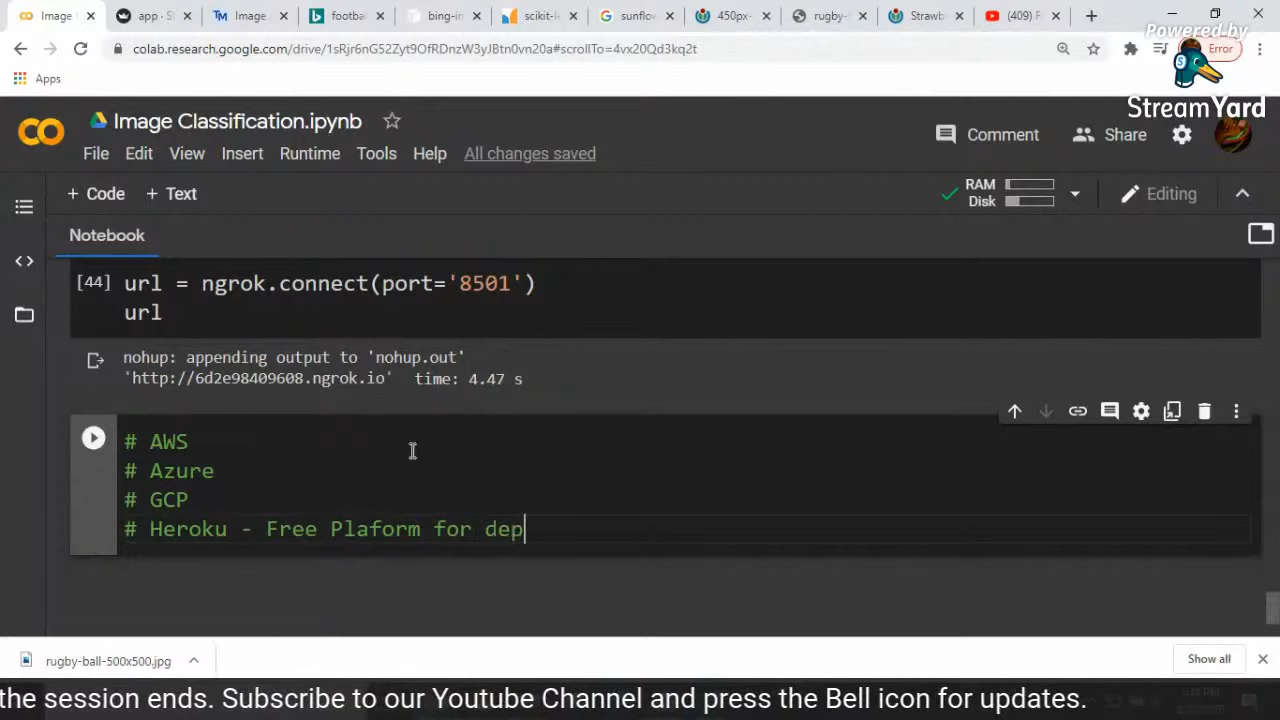 Image
app · St
Image
footba
bing-im
scikit-le
sunflow
450px-
rugby-
Strawb
(409) F
Powered by
colab.research.google.com/drive/1sRjr6nG52Zyt9OfRDnzW3yJBtn0vn20a#scrollTo=4vx20Qd3kq2t
Error
Apps
StreamYard
Image Classification.ipynb
File Edit View Insert Runtime Tools Help All changes saved
Comment Share
+ Code + Text
RAM
Disk
Editing
Notebook
[44] url = ngrok.connect(port='8501')
url
nohup: appending output to 'nohup.out'
'http://6d2e98409608.ngrok.io' time: 4.47 s
# AWS
# Azure
# GCP
# Heroku - Free Plaform for dep
rugby-ball-500x500.jpg
Show all
the session ends. Subscribe to our Youtube Channel and press the Bell icon for updates.